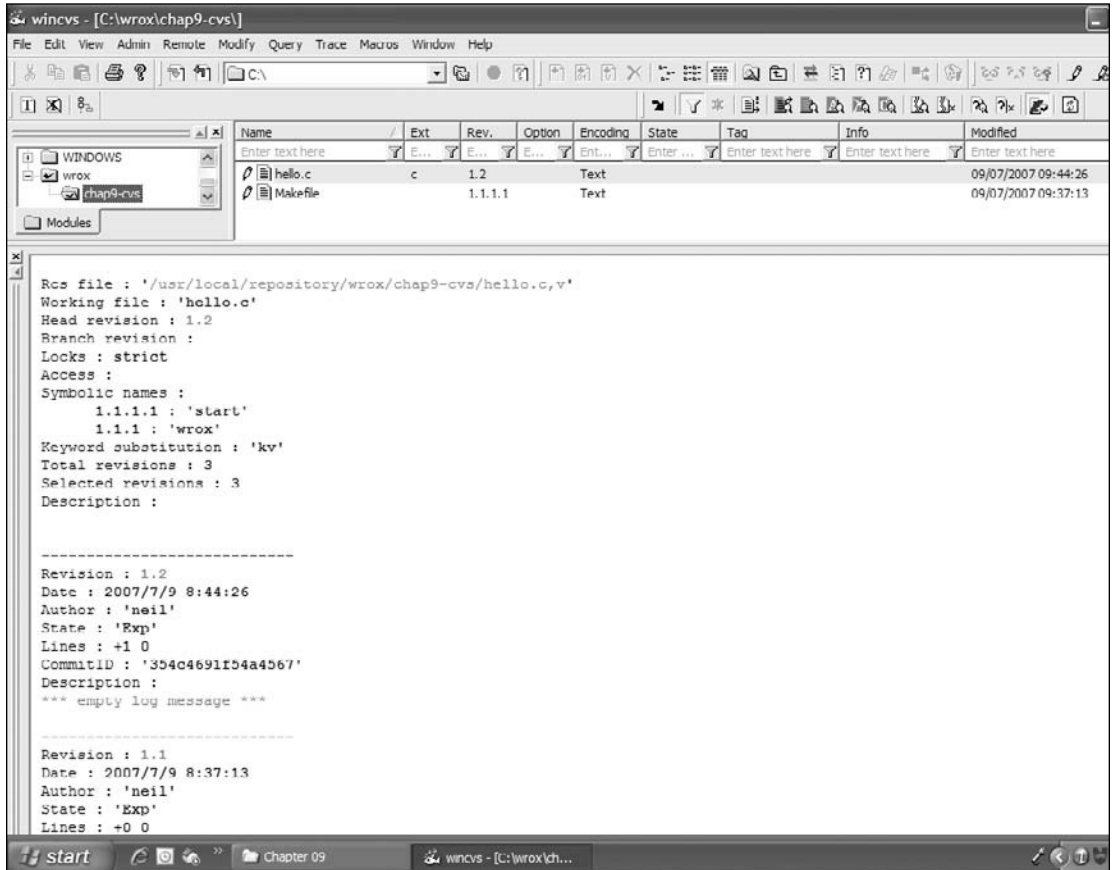 wincvs - [C:\wrox\chap9-cvs\]
File Edit View Admin Remote Modify Query Trace Macros Window Help
C:\
Name / Ext Rev. Option Encoding State Tag Info Modified
Enter text here E... E... E... Ent... Enter ... Enter text here Enter text here Enter text here
WINDOWS
wrox
chap9-cvs
Modules
hello.c c 1.2 Text 09/07/2007 09:44:26
Makefile 1.1.1.1 Text 09/07/2007 09:37:13
Rcs file : '/usr/local/repository/wrox/chap9-cvs/hello.c,v'
Working file : 'hello.c'
Head revision : 1.2
Branch revision :
Locks : strict
Access :
Symbolic names :
1.1.1.1 : 'start'
1.1.1 : 'wrox'
Keyword substitution : 'kv'
Total revisions : 3
Selected revisions : 3
Description :
----------------------------
Revision : 1.2
Date : 2007/7/9 8:44:26
Author : 'neil'
State : 'Exp'
Lines : +1 0
CommitID : '354c4691f54a4567'
Description :
*** empty log message ***
----------------------------
Revision : 1.1
Date : 2007/7/9 8:37:13
Author : 'neil'
State : 'Exp'
Lines : +0 0
start Chapter 09 wincvs - [C:\wrox\ch...